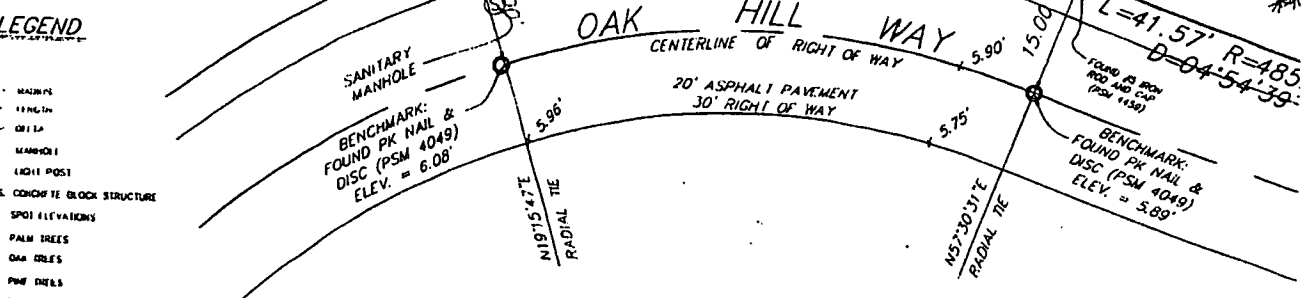 LEGEND
RADIUS
LENGTH
DELTA
MANHOLE
LIGHT POST
CONCRETE BLOCK STRUCTURE
SPOT ELEVATIONS
PALM TREES
OAK TREES
PINE TREES
SANITARY
MANHOLE
BENCHMARK:
FOUND PK NAIL &
DISC (PSM 4049)
ELEV. = 6.08'
5.96'
N19°15'47"E
RADIAL TIE
OAK HILL WAY
CENTERLINE OF RIGHT OF WAY
20' ASPHALT PAVEMENT
30' RIGHT OF WAY
5.90'
5.75'
15.00
L=41.57' R=485.
D=04°54'39
FOUND #5 IRON
ROD AND CAP
BENCHMARK:
FOUND PK NAIL &
DISC (PSM 4049)
ELEV. = 5.89'
N57°30'31"E
RADIAL TIE